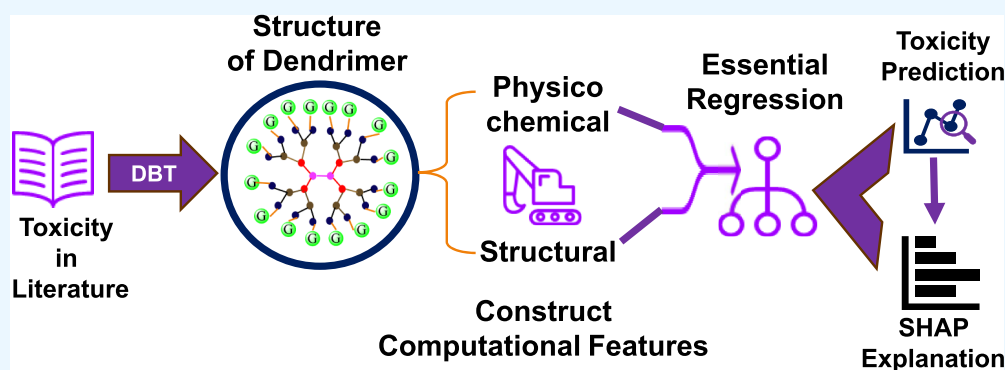 Toxicity
in
Literature
DBT
Structure
of Dendrimer
G G G G
G G
G G
G G
G G
G G G G
Physico
chemical
Structural
Construct
Computational Features
Essential
Regression
Toxicity
Prediction
SHAP
Explanation